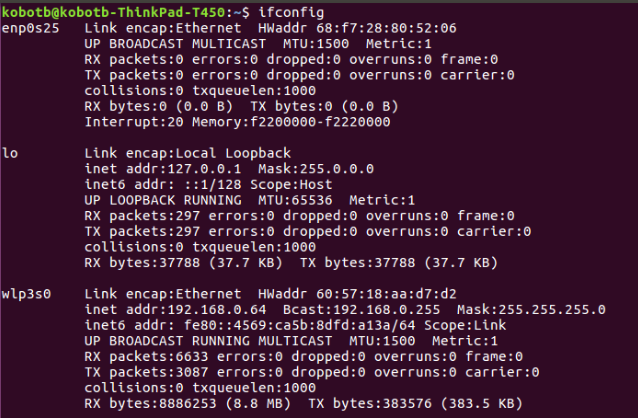 kobotb@kobotb-ThinkPad-T450:~$ ifconfig
enp0s25   Link encap:Ethernet  HWaddr 68:f7:28:80:52:06
          UP BROADCAST MULTICAST  MTU:1500  Metric:1
          RX packets:0 errors:0 dropped:0 overruns:0 frame:0
          TX packets:0 errors:0 dropped:0 overruns:0 carrier:0
          collisions:0 txqueuelen:1000
          RX bytes:0 (0.0 B)  TX bytes:0 (0.0 B)
          Interrupt:20 Memory:f2200000-f2220000

lo        Link encap:Local Loopback
          inet addr:127.0.0.1  Mask:255.0.0.0
          inet6 addr: ::1/128 Scope:Host
          UP LOOPBACK RUNNING  MTU:65536  Metric:1
          RX packets:297 errors:0 dropped:0 overruns:0 frame:0
          TX packets:297 errors:0 dropped:0 overruns:0 carrier:0
          collisions:0 txqueuelen:1000
          RX bytes:37788 (37.7 KB)  TX bytes:37788 (37.7 KB)

wlp3s0    Link encap:Ethernet  HWaddr 60:57:18:aa:d7:d2
          inet addr:192.168.0.64  Bcast:192.168.0.255  Mask:255.255.255.0
          inet6 addr: fe80::4569:ca5b:8dfd:a13a/64 Scope:Link
          UP BROADCAST RUNNING MULTICAST  MTU:1500  Metric:1
          RX packets:6633 errors:0 dropped:0 overruns:0 frame:0
          TX packets:3087 errors:0 dropped:0 overruns:0 carrier:0
          collisions:0 txqueuelen:1000
          RX bytes:8886253 (8.8 MB)  TX bytes:383576 (383.5 KB)